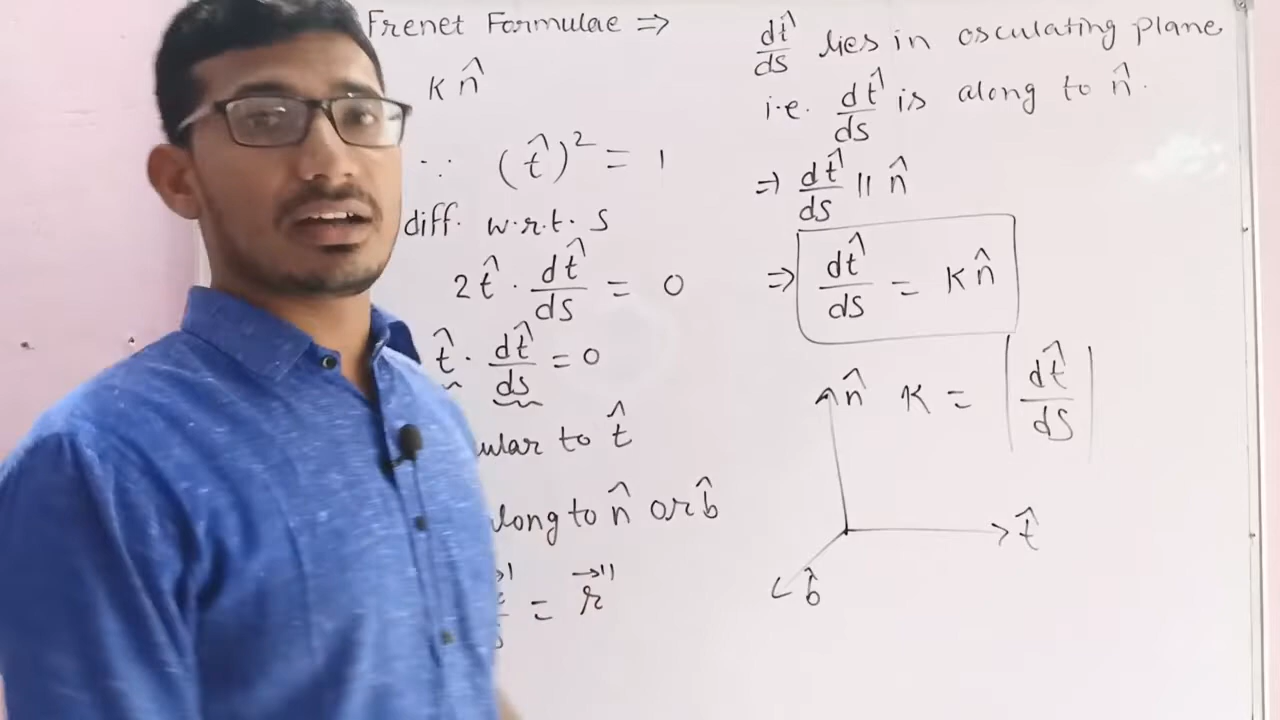 Frenet Formulae ⇒
K n̂
∵ (t̂)² = 1
diff. w.r.t. s
2t̂ · dt̂/ds = 0
t̂ · dt̂/ds = 0
ular to t̂
long to n̂ or b̂
= r⃗''
dt̂/ds lies in osculating plane
i.e. dt̂/ds is along to n̂.
⇒ dt̂/ds || n̂
⇒ dt̂/ds = K n̂
n̂ K = |dt̂/ds|
t̂
b̂